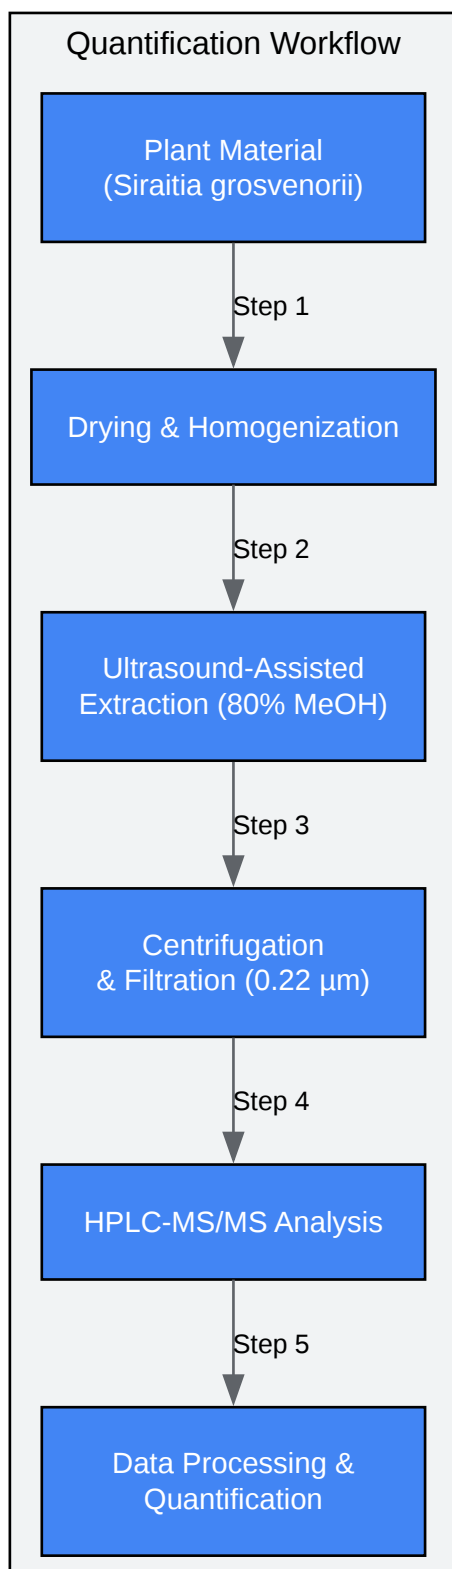 Quantification Workflow
Plant Material
(Siraitia grosvenorii)
Step 1
Drying & Homogenization
Step 2
Ultrasound-Assisted
Extraction (80% MeOH)
Step 3
Centrifugation
& Filtration (0.22 µm)
Step 4
HPLC-MS/MS Analysis
Step 5
Data Processing &
Quantification